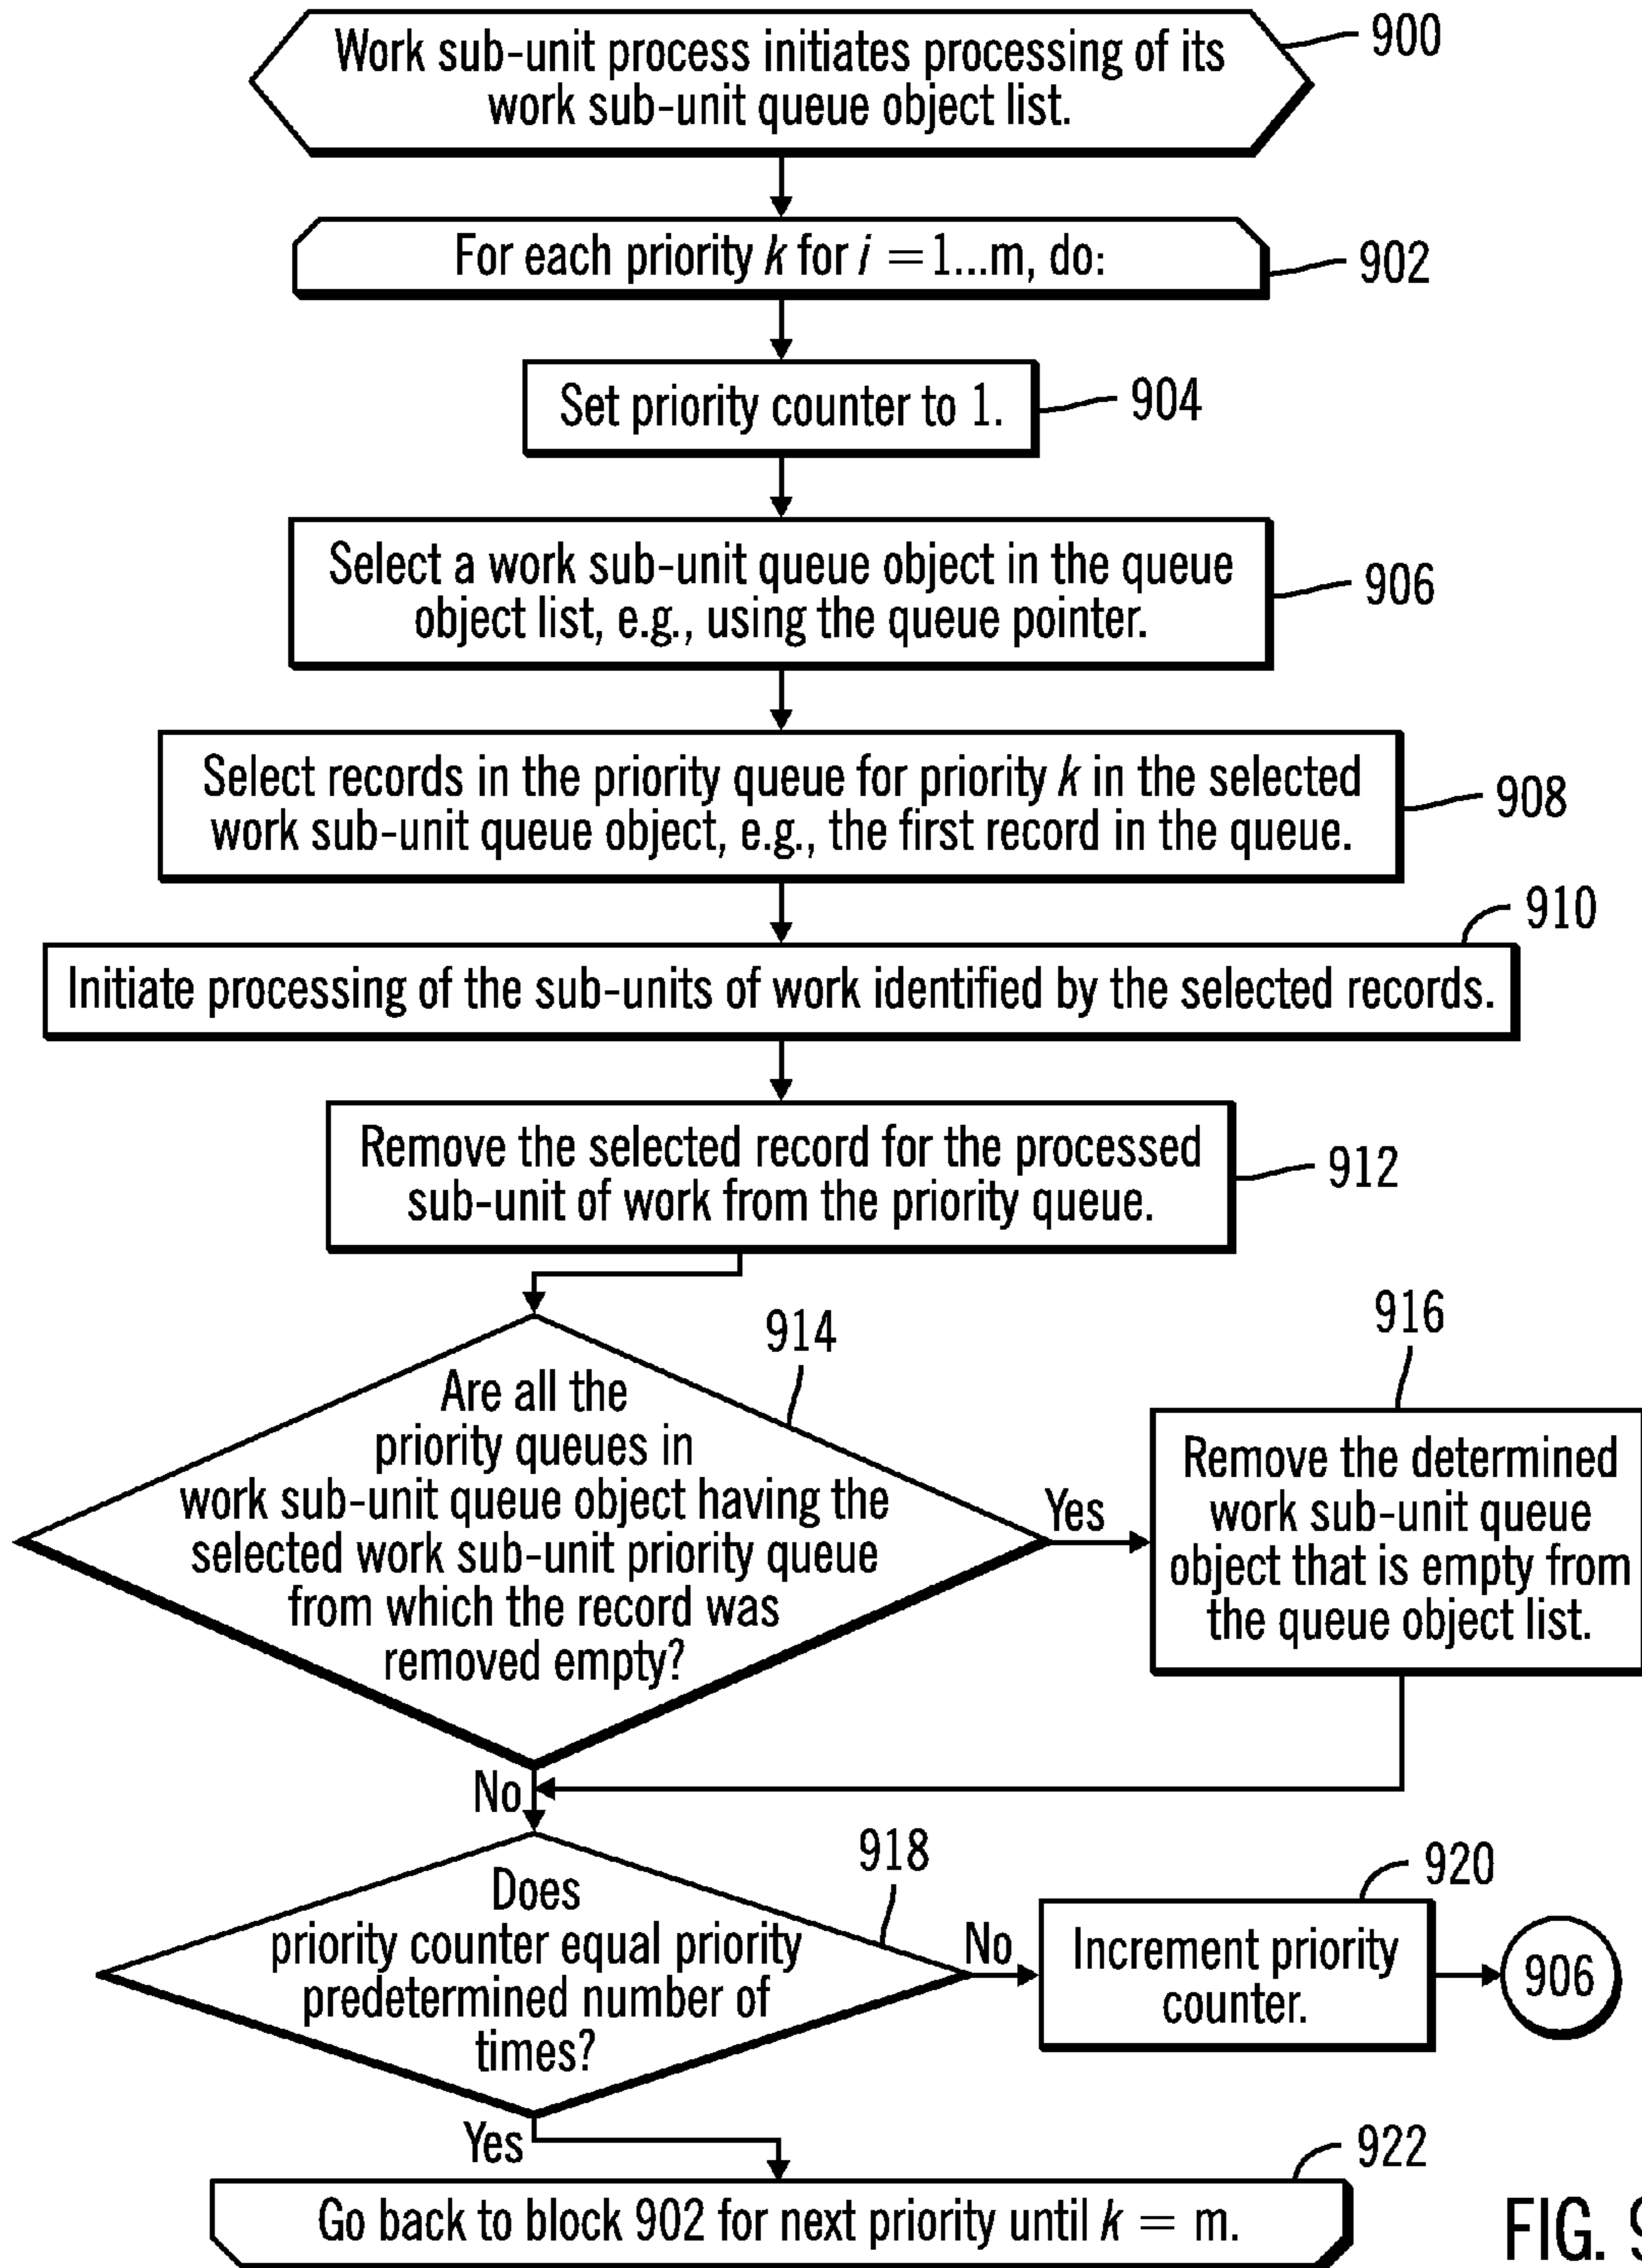 Work sub-unit process initiates processing of its
work sub-unit queue object list.
900
For each priority k for i = 1...m, do:
902
Set priority counter to 1.
904
Select a work sub-unit queue object in the queue
object list, e.g., using the queue pointer.
906
Select records in the priority queue for priority k in the selected
work sub-unit queue object, e.g., the first record in the queue.
908
910
Initiate processing of the sub-units of work identified by the selected records.
Remove the selected record for the processed
sub-unit of work from the priority queue.
912
914
Are all the
priority queues in
work sub-unit queue object having the
selected work sub-unit priority queue
from which the record was
removed empty?
Yes
916
Remove the determined
work sub-unit queue
object that is empty from
the queue object list.
No
918
Does
priority counter equal priority
predetermined number of
times?
No
920
Increment priority
counter.
906
Yes
922
Go back to block 902 for next priority until k = m.
FIG. 9